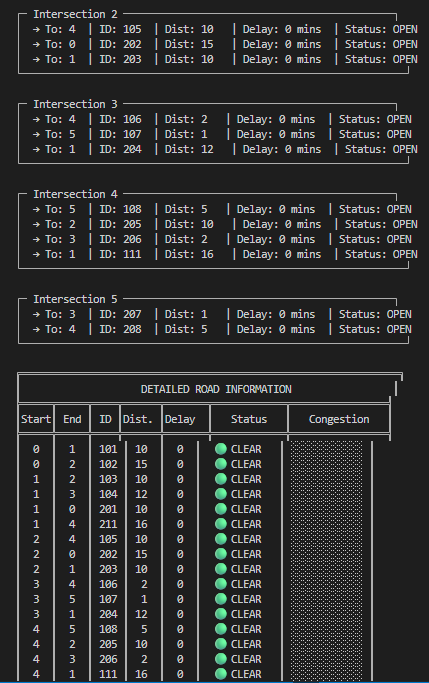 Intersection 2
→ To: 4 | ID: 105 | Dist: 10 | Delay: 0 mins | Status: OPEN
→ To: 0 | ID: 202 | Dist: 15 | Delay: 0 mins | Status: OPEN
→ To: 1 | ID: 203 | Dist: 10 | Delay: 0 mins | Status: OPEN
Intersection 3
→ To: 4 | ID: 106 | Dist: 2 | Delay: 0 mins | Status: OPEN
→ To: 5 | ID: 107 | Dist: 1 | Delay: 0 mins | Status: OPEN
→ To: 1 | ID: 204 | Dist: 12 | Delay: 0 mins | Status: OPEN
Intersection 4
→ To: 5 | ID: 108 | Dist: 5 | Delay: 0 mins | Status: OPEN
→ To: 2 | ID: 205 | Dist: 10 | Delay: 0 mins | Status: OPEN
→ To: 3 | ID: 206 | Dist: 2 | Delay: 0 mins | Status: OPEN
→ To: 1 | ID: 111 | Dist: 16 | Delay: 0 mins | Status: OPEN
Intersection 5
→ To: 3 | ID: 207 | Dist: 1 | Delay: 0 mins | Status: OPEN
→ To: 4 | ID: 208 | Dist: 5 | Delay: 0 mins | Status: OPEN
DETAILED ROAD INFORMATION
Start End ID Dist. Delay Status Congestion
0 1 101 10 0 CLEAR
0 2 102 15 0 CLEAR
1 2 103 10 0 CLEAR
1 3 104 12 0 CLEAR
1 0 201 10 0 CLEAR
1 4 211 16 0 CLEAR
2 4 105 10 0 CLEAR
2 0 202 15 0 CLEAR
2 1 203 10 0 CLEAR
3 4 106 2 0 CLEAR
3 5 107 1 0 CLEAR
3 1 204 12 0 CLEAR
4 5 108 5 0 CLEAR
4 2 205 10 0 CLEAR
4 3 206 2 0 CLEAR
4 1 111 16 0 CLEAR